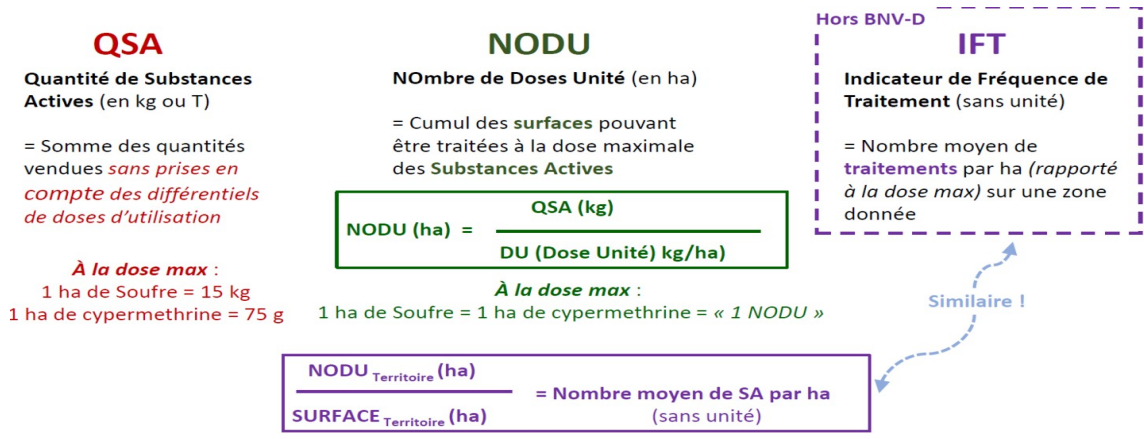 QSA
Quantité de Substances
Actives (en kg ou T)
= Somme des quantités
vendues sans prises en
compte des différentiels
de doses d’utilisation
À la dose max :
1 ha de Soufre = 15 kg
1 ha de cypermethrine = 75 g
NODU
NOmbre de Doses Unité (en ha)
= Cumul des surfaces pouvant
être traitées à la dose maximale
des Substances Actives
NODU (ha) =
QSA (kg)
DU (Dose Unité) kg/ha)
À la dose max :
1 ha de Soufre = 1 ha de cypermethrine = « 1 NODU »
Hors BNV-D
IFT
Indicateur de Fréquence de
Traitement (sans unité)
= Nombre moyen de
traitements par ha (rapporté
à la dose max) sur une zone
donnée
Similaire !
NODU Territoire (ha)
SURFACE Territoire (ha)
= Nombre moyen de SA par ha
(sans unité)